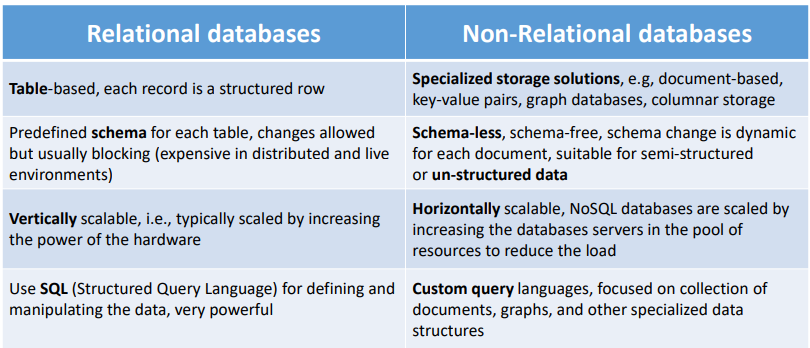 Relational databases
Non-Relational databases
Table-based, each record is a structured row
Specialized storage solutions, e.g, document-based,
key-value pairs, graph databases, columnar storage
Predefined schema for each table, changes allowed
but usually blocking (expensive in distributed and live
environments)
Schema-less, schema-free, schema change is dynamic
for each document, suitable for semi-structured
or un-structured data
Vertically scalable, i.e., typically scaled by increasing
the power of the hardware
Horizontally scalable, NoSQL databases are scaled by
increasing the databases servers in the pool of
resources to reduce the load
Use SQL (Structured Query Language) for defining and
manipulating the data, very powerful
Custom query languages, focused on collection of
documents, graphs, and other specialized data
structures